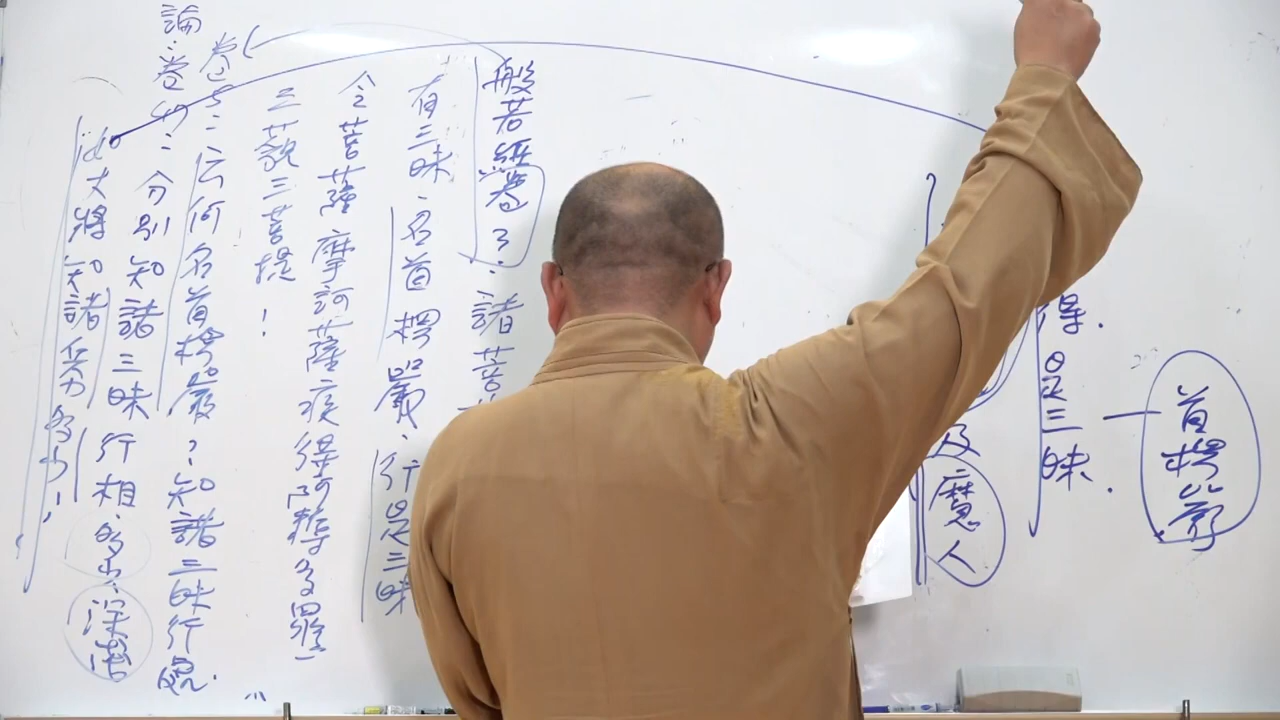 首楞嚴
得．是三昧．
及魔人
般若經卷3：諸菩
有三昧．名首楞嚴、行是三昧
令菩薩摩訶薩疾得阿耨多羅
三藐三菩提！
卷5：云何名首楞嚴？知諸三昧行處．
論．卷47：分別知諸三昧行相多少、深淺
如大將知諸兵力多少；